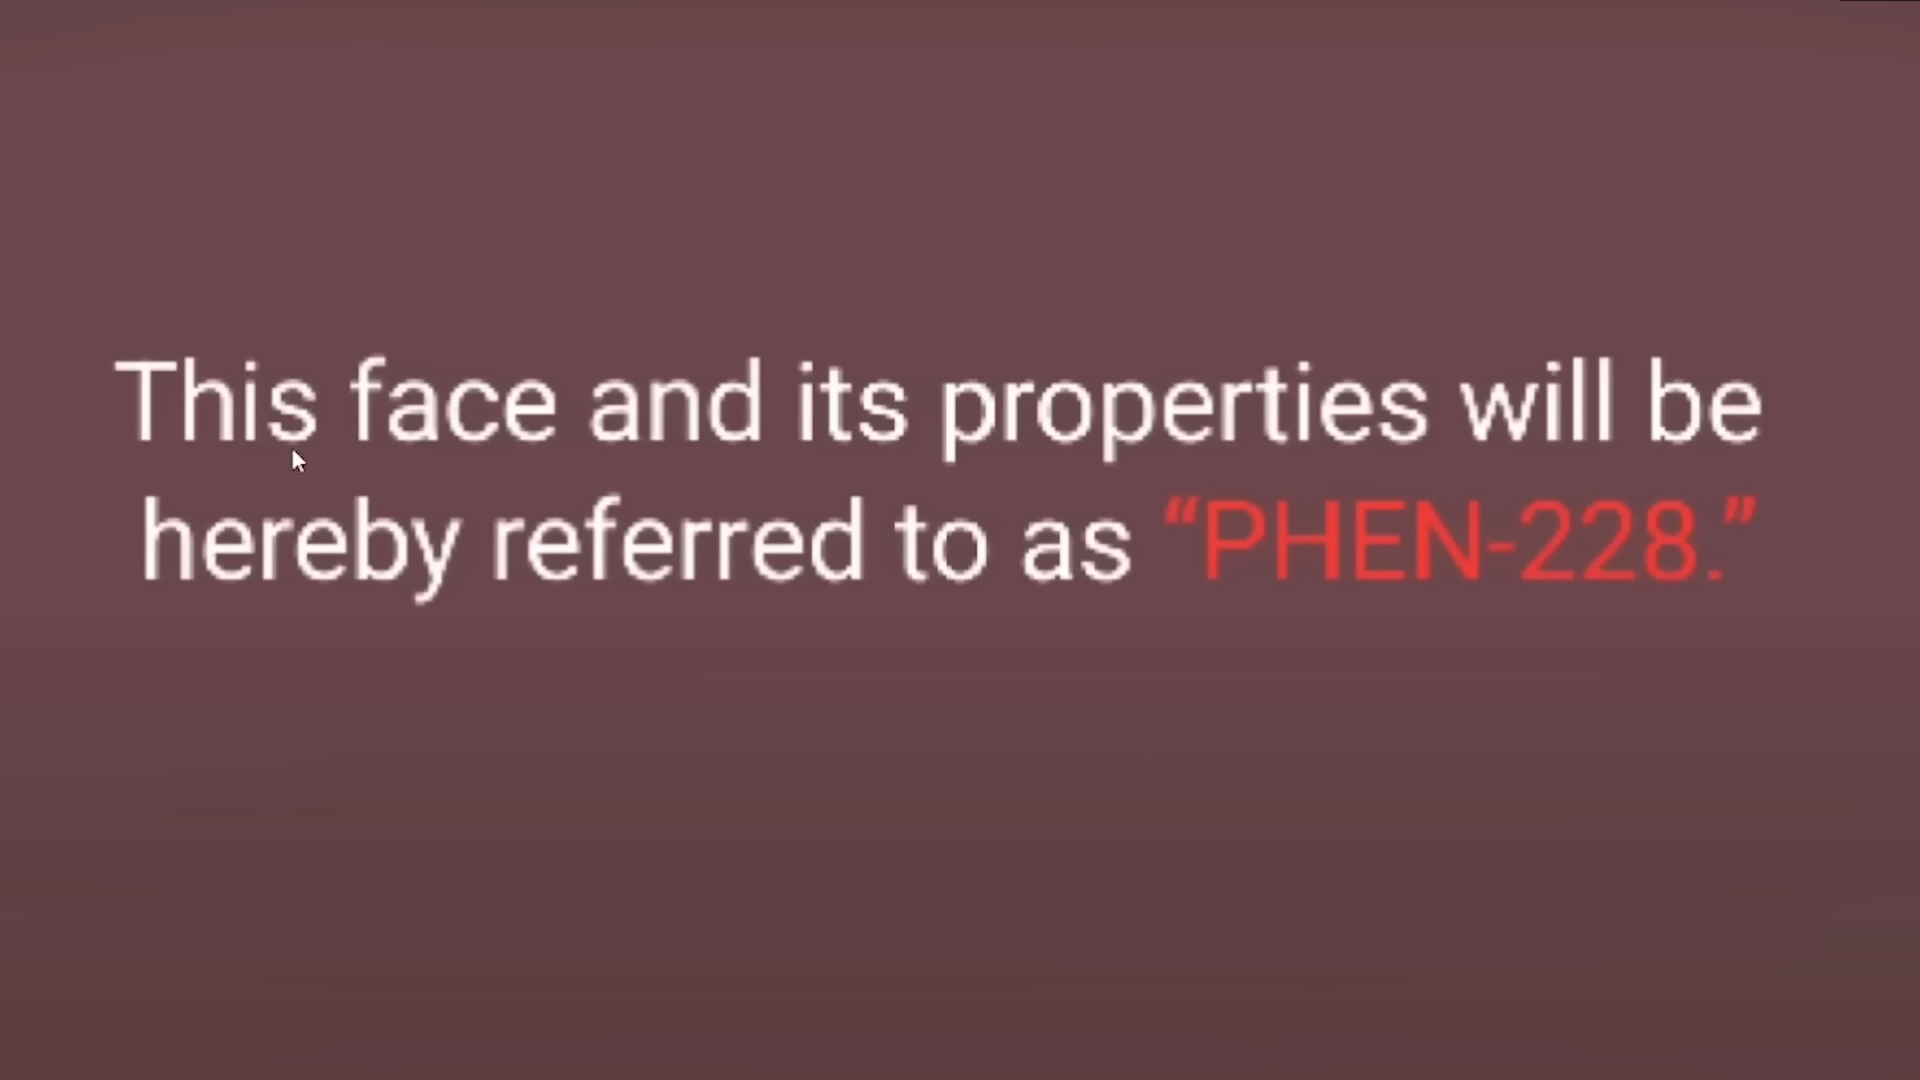 This face and its properties will be
hereby referred to as “PHEN-228.”